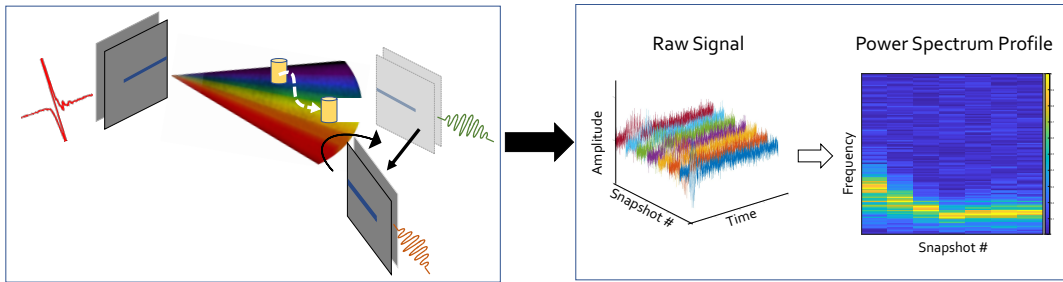 Raw Signal
Power Spectrum Profile
Amplitude
Snapshot #
Time
Frequency
Snapshot #